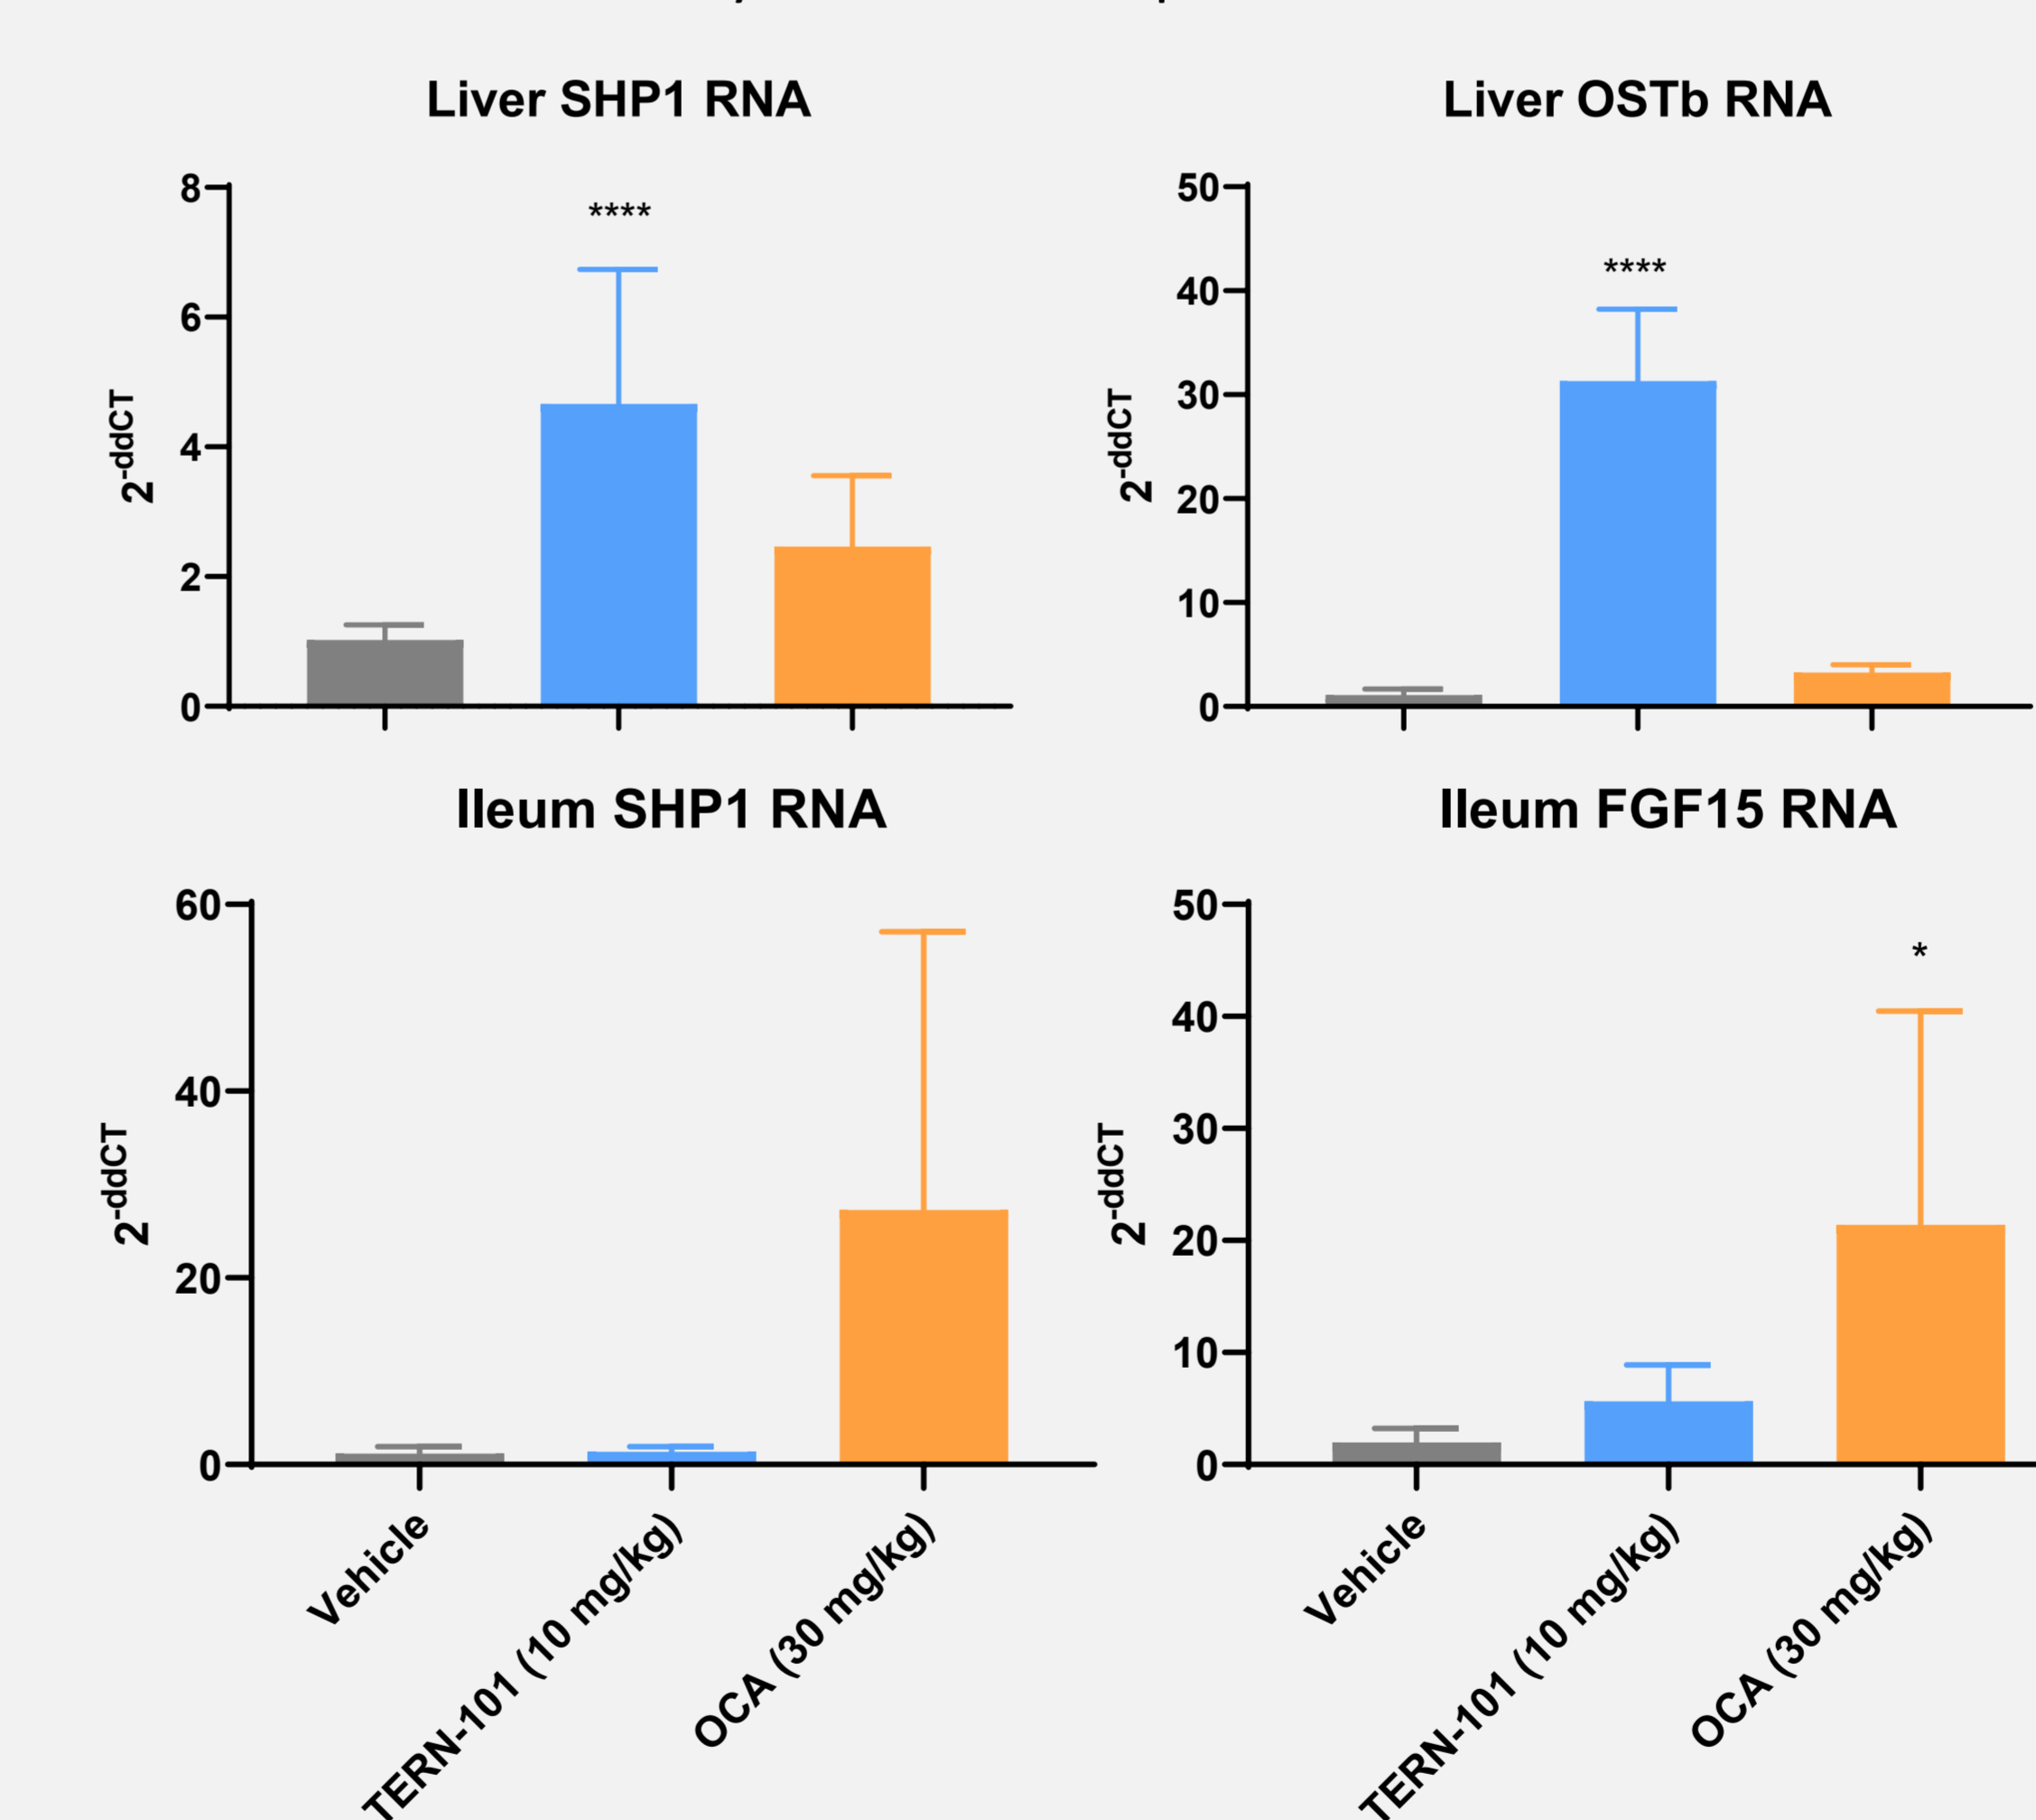 Liver SHP1 RNA
8
6
4
2
0
2-ddCT
****
Liver OSTb RNA
50
40
30
20
10
0
2-ddCT
****
Ileum SHP1 RNA
60
40
20
0
2-ddCT
Vehicle
TERN-101 (10 mg/kg)
OCA (30 mg/kg)
Ileum FGF15 RNA
50
40
30
20
10
0
2-ddCT
*
Vehicle
TERN-101 (10 mg/kg)
OCA (30 mg/kg)